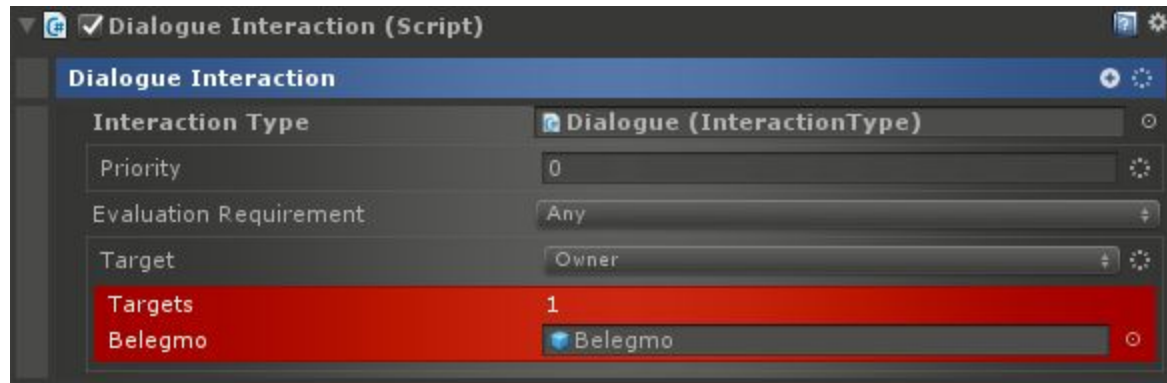 Dialogue Interaction (Script)
Dialogue Interaction
Interaction Type Dialogue (InteractionType)
Priority 0
Evaluation Requirement Any
Target Owner
Targets 1
Belegmo Belegmo